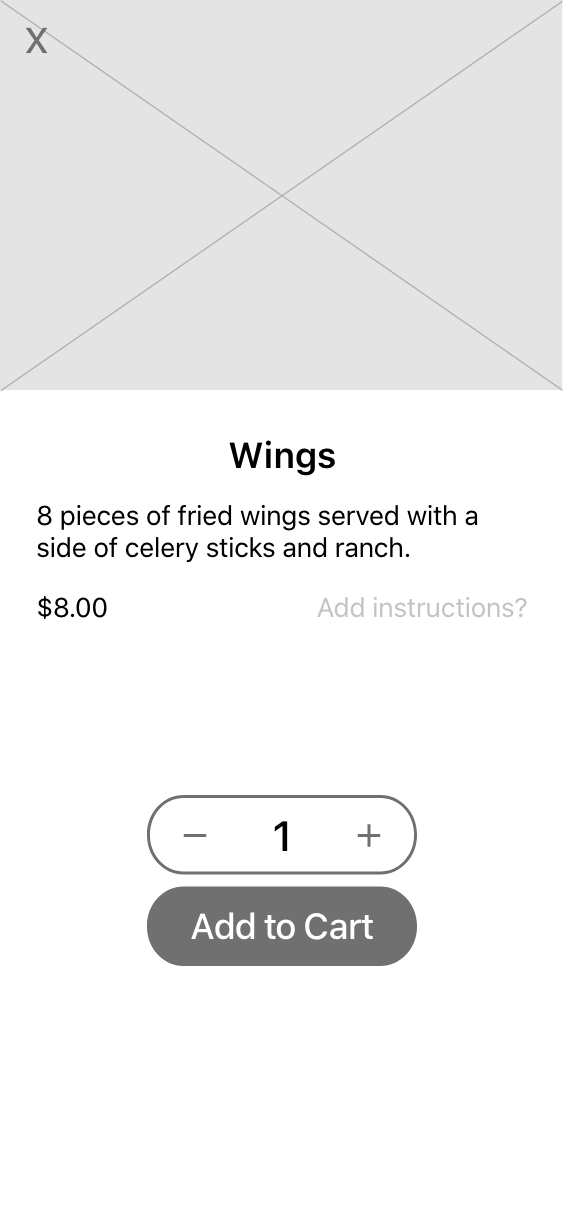 X
Wings
8 pieces of fried wings served with a
side of celery sticks and ranch.
$8.00 Add instructions?
− 1 +
Add to Cart